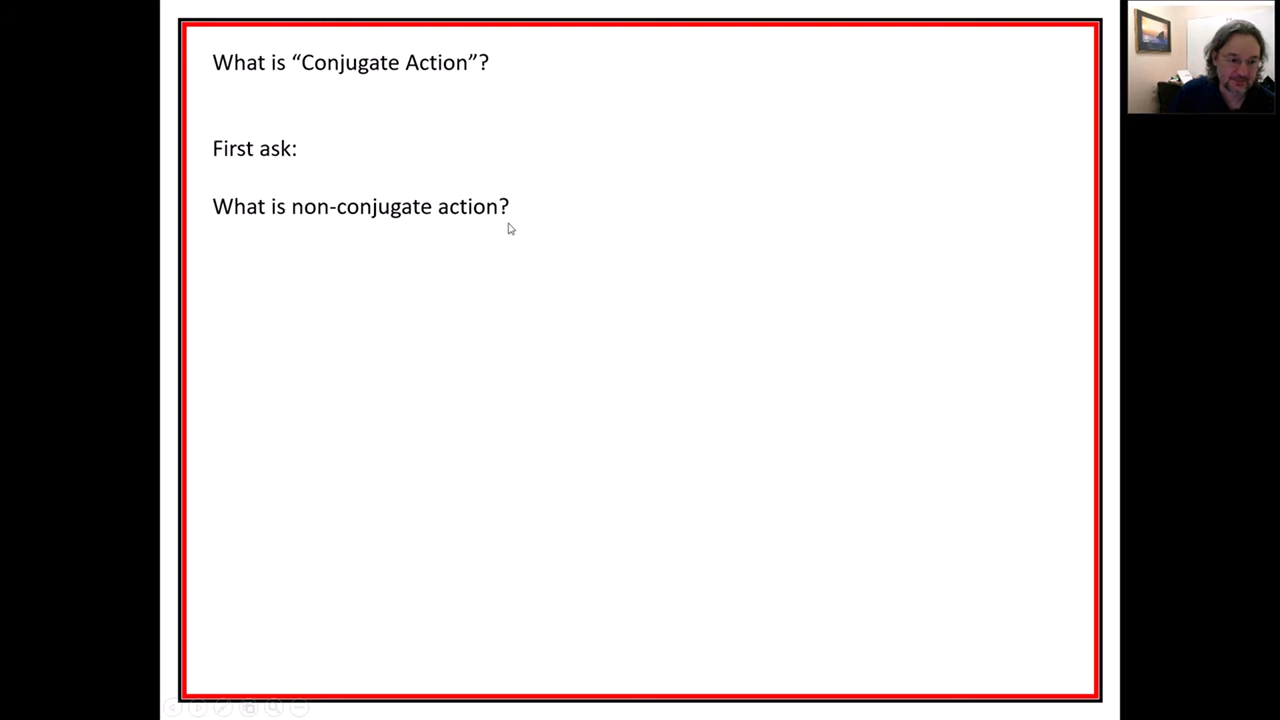 What is “Conjugate Action”?
First ask:
What is non-conjugate action?